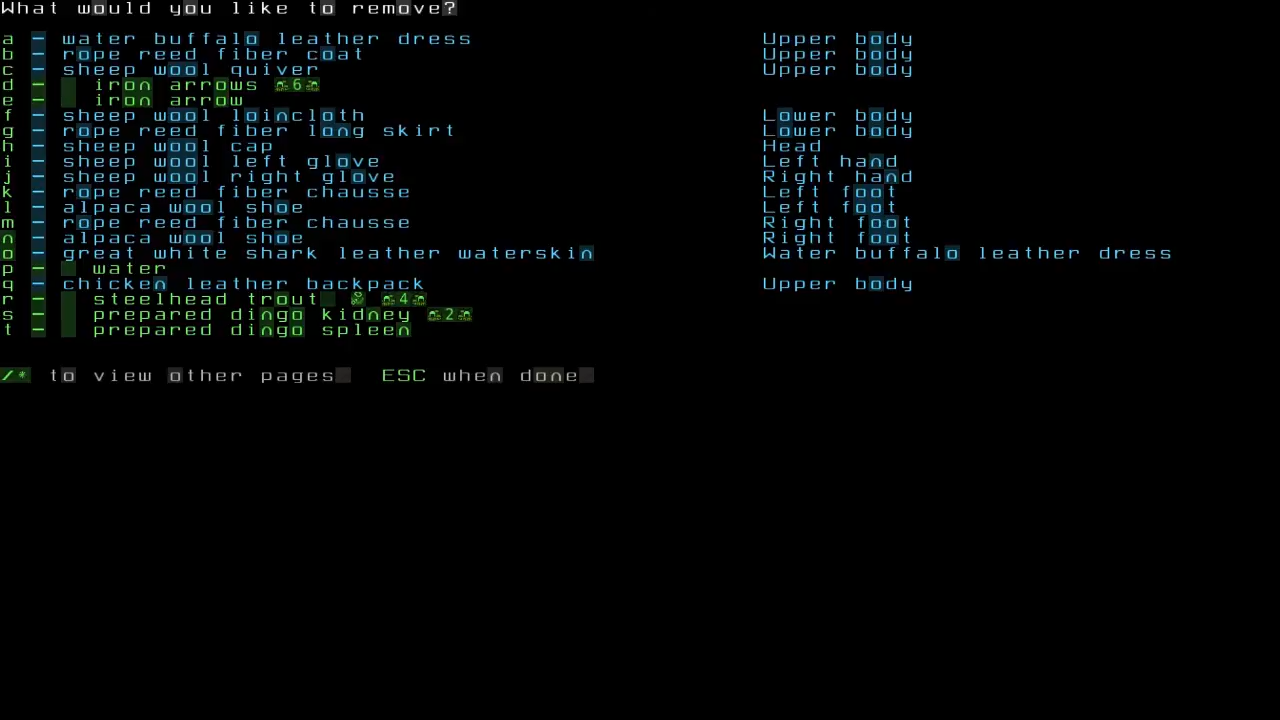 What would you like to remove?
a - water buffalo leather dress Upper body
b - rope reed fiber coat Upper body
c - sheep wool quiver Upper body
d - iron arrows 6
e - iron arrow
f - sheep wool loincloth Lower body
g - rope reed fiber long skirt Lower body
h - sheep wool cap Head
i - sheep wool left glove Left hand
j - sheep wool right glove Right hand
k - rope reed fiber chausse Left foot
l - alpaca wool shoe Left foot
m - rope reed fiber chausse Right foot
n - alpaca wool shoe Right foot
o - great white shark leather waterskin Water buffalo leather dress
p - water
q - chicken leather backpack Upper body
r - steelhead trout 4
s - prepared dingo kidney 2
t - prepared dingo spleen
/* to view other pages ESC when done